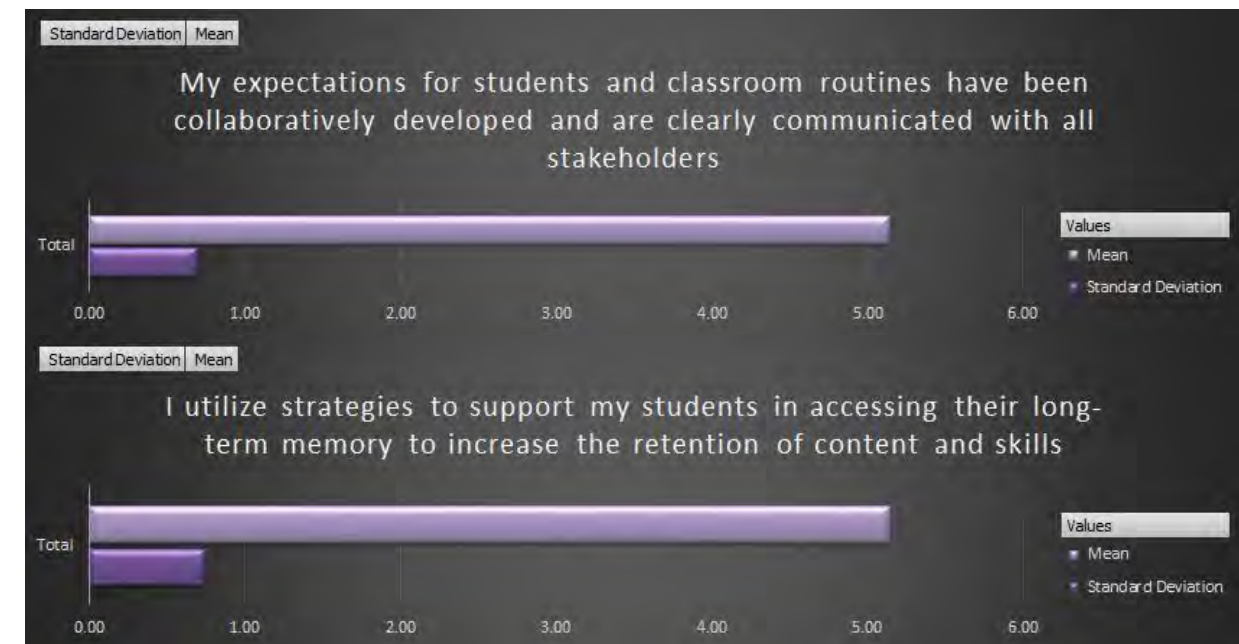 Standard Deviation Mean
My expectations for students and classroom routines have been
collaboratively developed and are clearly communicated with all
stakeholders
Total
Values
Mean
Standard Deviation
0.00 1.00 2.00 3.00 4.00 5.00 6.00
Standard Deviation Mean
I utilize strategies to support my students in accessing their long-
term memory to increase the retention of content and skills
Total
Values
Mean
Standard Deviation
0.00 1.00 2.00 3.00 4.00 5.00 6.00